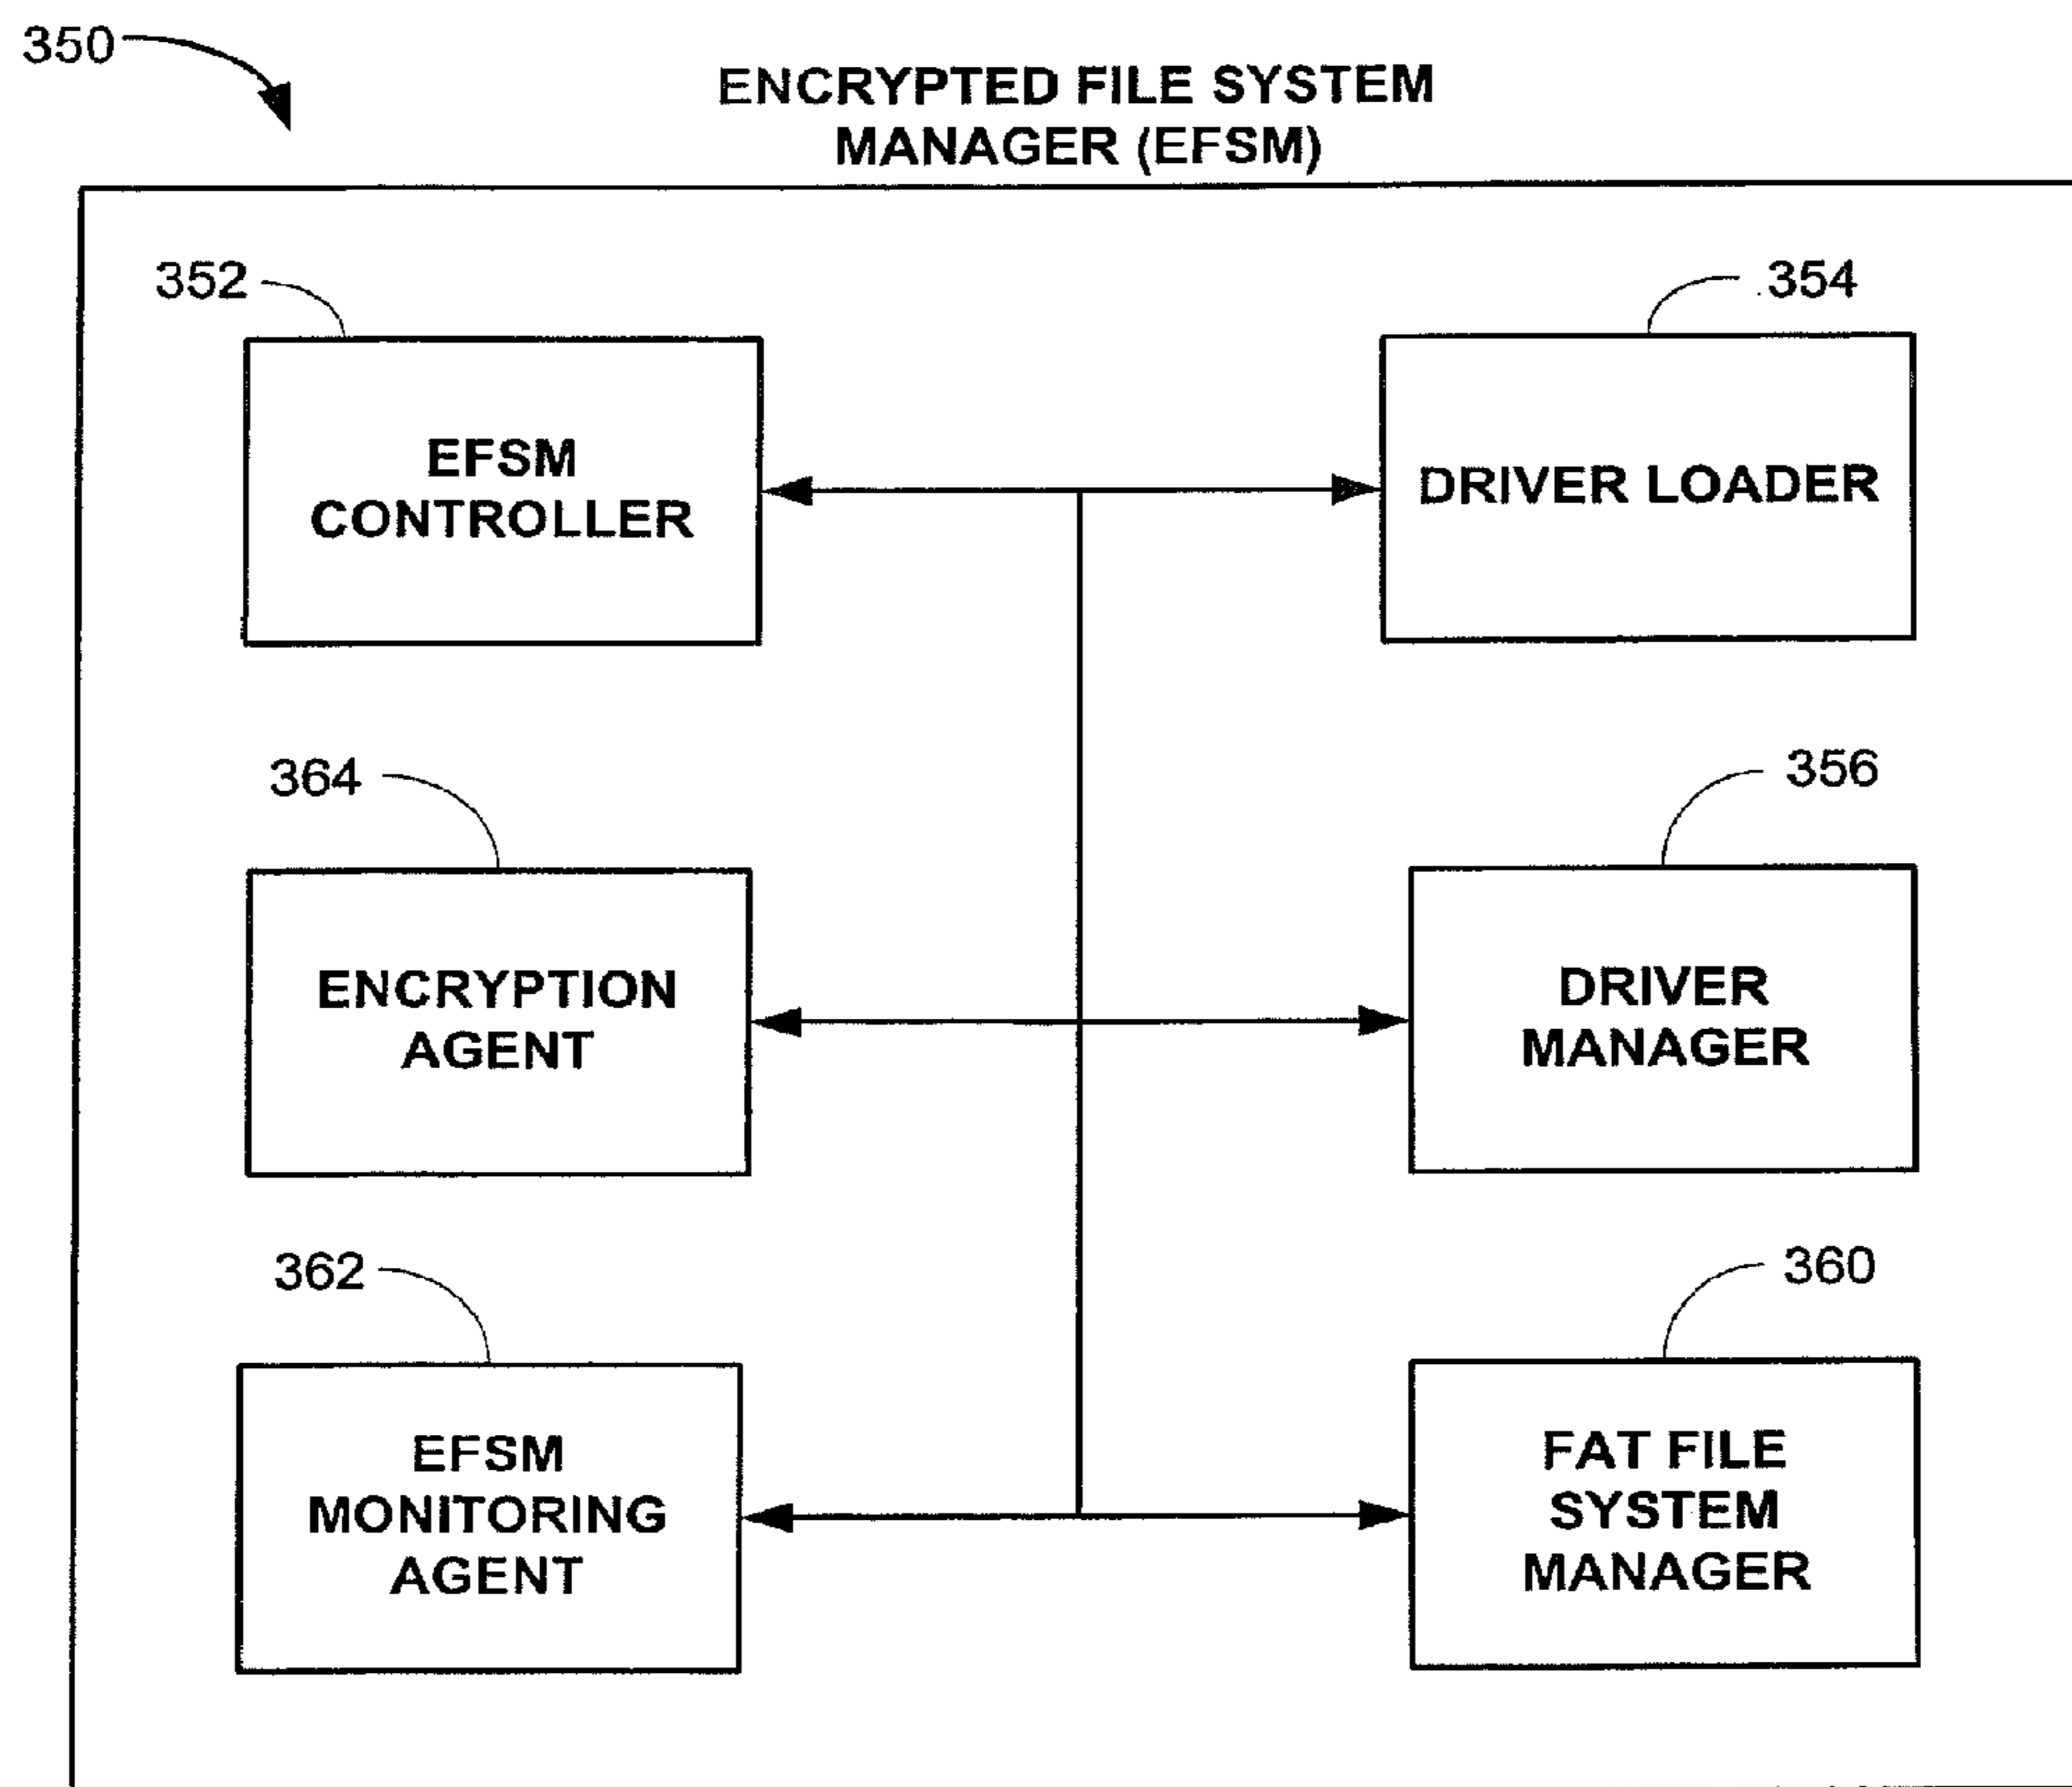 350
ENCRYPTED FILE SYSTEM
MANAGER (EFSM)
352
354
EFSM
CONTROLLER
DRIVER LOADER
364
356
ENCRYPTION
AGENT
DRIVER
MANAGER
362
360
EFSM
MONITORING
AGENT
FAT FILE
SYSTEM
MANAGER